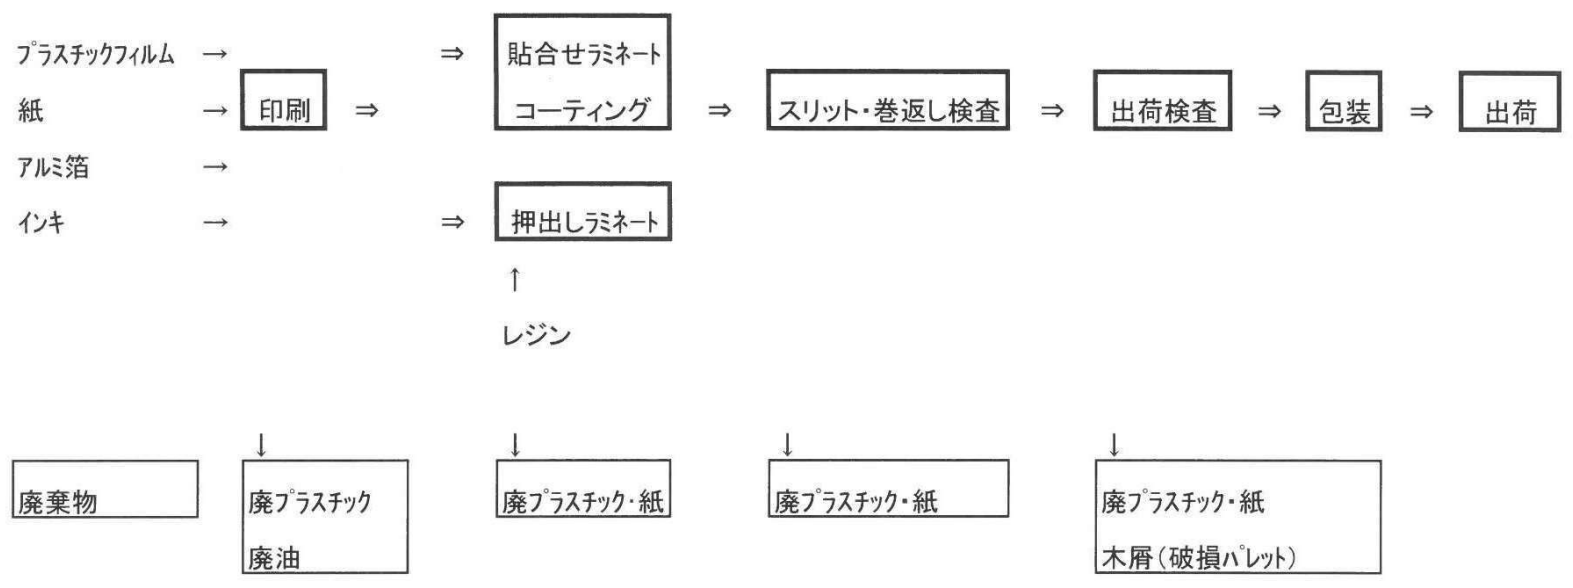 プラスチックフィルム → ⇒ 貼合せラミネート
紙 → 印刷 ⇒ コーティング ⇒ スリット・巻返し検査 ⇒ 出荷検査 ⇒ 包装 ⇒ 出荷
アルミ箔 →
インキ → ⇒ 押出しラミネート
↑
レジン
↓ ↓ ↓ ↓
廃棄物 廃プラスチック 廃プラスチック・紙 廃プラスチック・紙 廃プラスチック・紙
廃油 木屑(破損パレット)